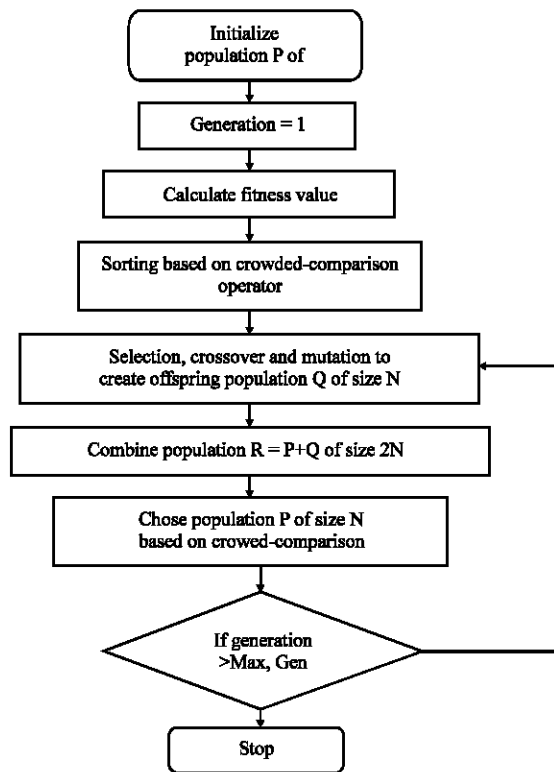 Initialize
population P of
Generation = 1
Calculate fitness value
Sorting based on crowded-comparison
operator
Selection, crossover and mutation to
create offspring population Q of size N
Combine population R = P+Q of size 2N
Chose population P of size N
based on crowed-comparison
If generation
>Max, Gen
Stop